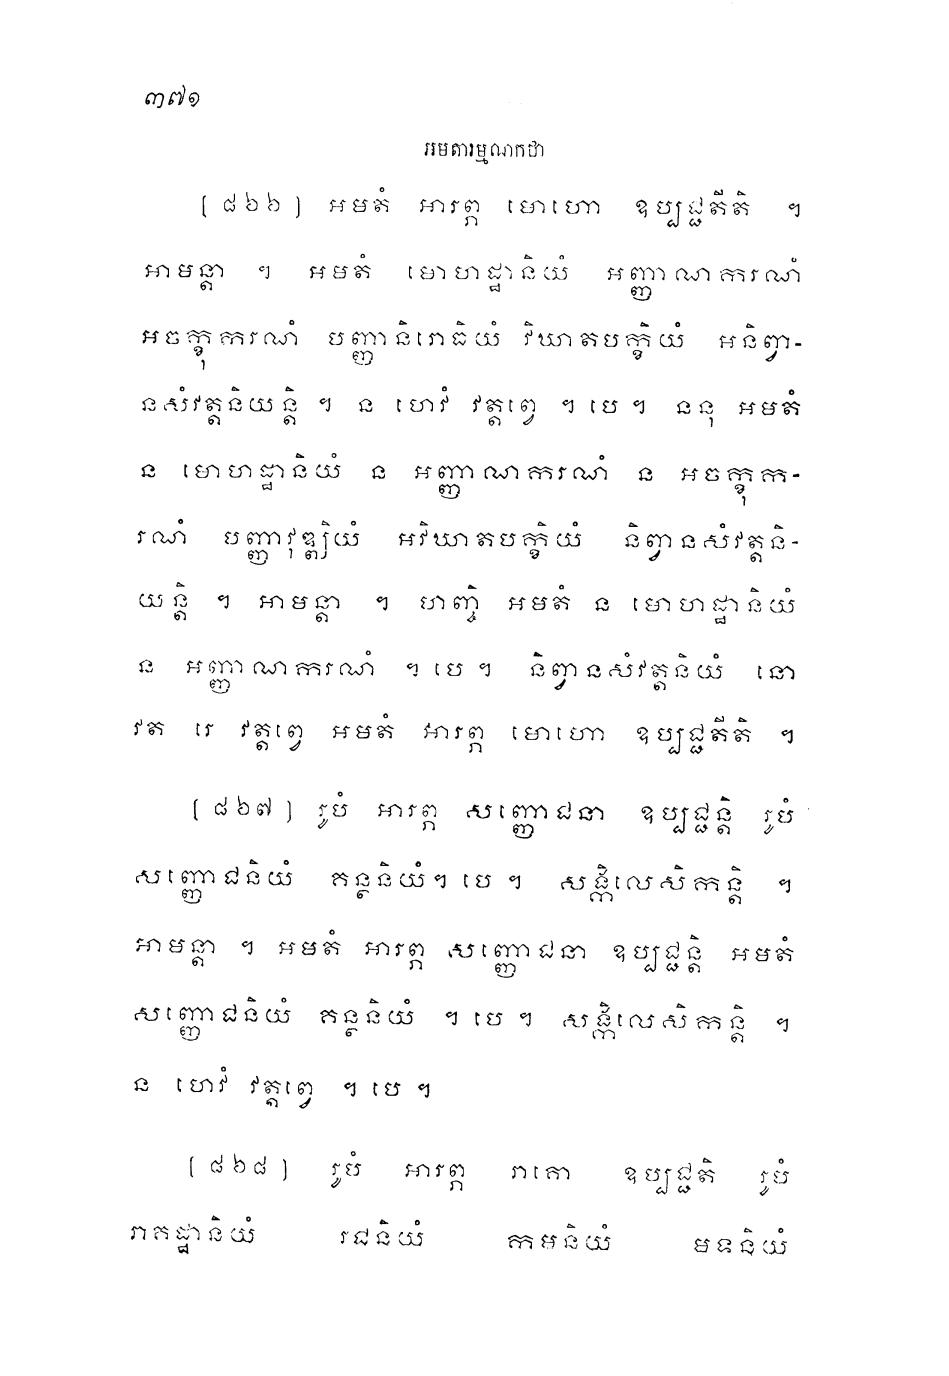 ៣៧១
អមតារម្មណកថា
[៨៦៦] អមតំ អារព្ភ មោហោ ឧប្បជ្ជតីតិ ។
អាមន្តា ។ អមតំ មោហដ្ឋានិយំ អញ្ញាណករណំ
អចក្ខុករណំ បញ្ញានិរោធិយំ វិឃាតបក្ខិយំ អនិព្វា-
នសំវត្តនិយន្តិ ។ ន ហេវំ វត្តព្វេ ។ បេ ។ ននុ អមតំ
ន មោហដ្ឋានិយំ ន អញ្ញាណករណំ ន អចក្ខុក-
រណំ បញ្ញាវុឌ្ឍិយំ អវិឃាតបក្ខិយំ និព្វានសំវត្តនិ-
យន្តិ ។ អាមន្តា ។ ហញ្ចិ អមតំ ន មោហដ្ឋានិយំ
ន អញ្ញាណករណំ ។ បេ ។ និព្វានសំវត្តនិយំ នោ
វត រេ វត្តព្វេ អមតំ អារព្ភ មោហោ ឧប្បជ្ជតីតិ ។
[៨៦៧] រូបំ អារព្ភ សញ្ញោជនា ឧប្បជ្ជន្តិ រូបំ
សញ្ញោជនិយំ គន្ថនិយំ។ បេ ។ សង្កិលេសិកន្តិ ។
អាមន្តា ។ អមតំ អារព្ភ សញ្ញោជនា ឧប្បជ្ជន្តិ អមតំ
សញ្ញោជនិយំ គន្ថនិយំ ។ បេ ។ សង្កិលេសិកន្តិ ។
ន ហេវំ វត្តព្វេ ។ បេ ។
[៨៦៨] រូបំ អារព្ភ រាគោ ឧប្បជ្ជតិ រូបំ
រាគដ្ឋានិយំ រជនិយំ កមនិយំ មទនិយំ